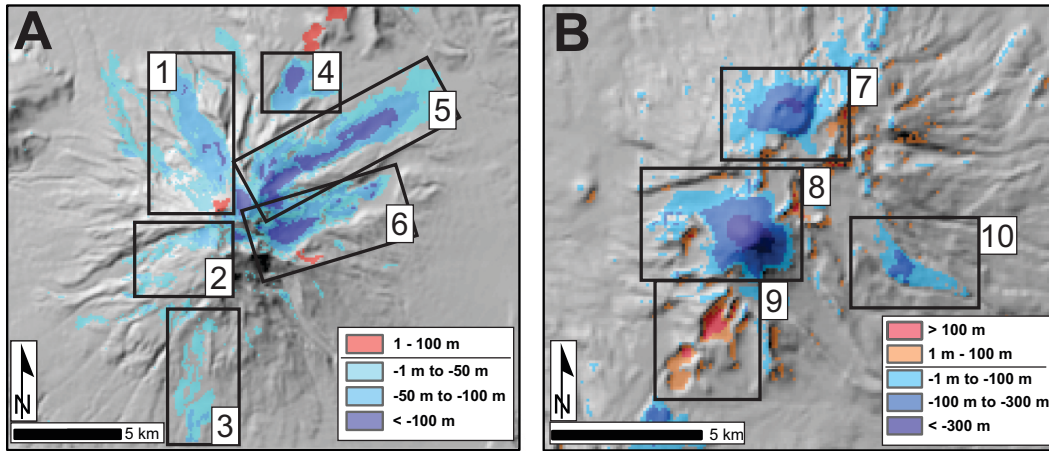 A
1
4
5
6
2
3
1 - 100 m
-1 m to -50 m
-50 m to -100 m
< -100 m
N
5 km
B
7
8
10
9
> 100 m
1 m - 100 m
-1 m to -100 m
-100 m to -300 m
< -300 m
N
5 km